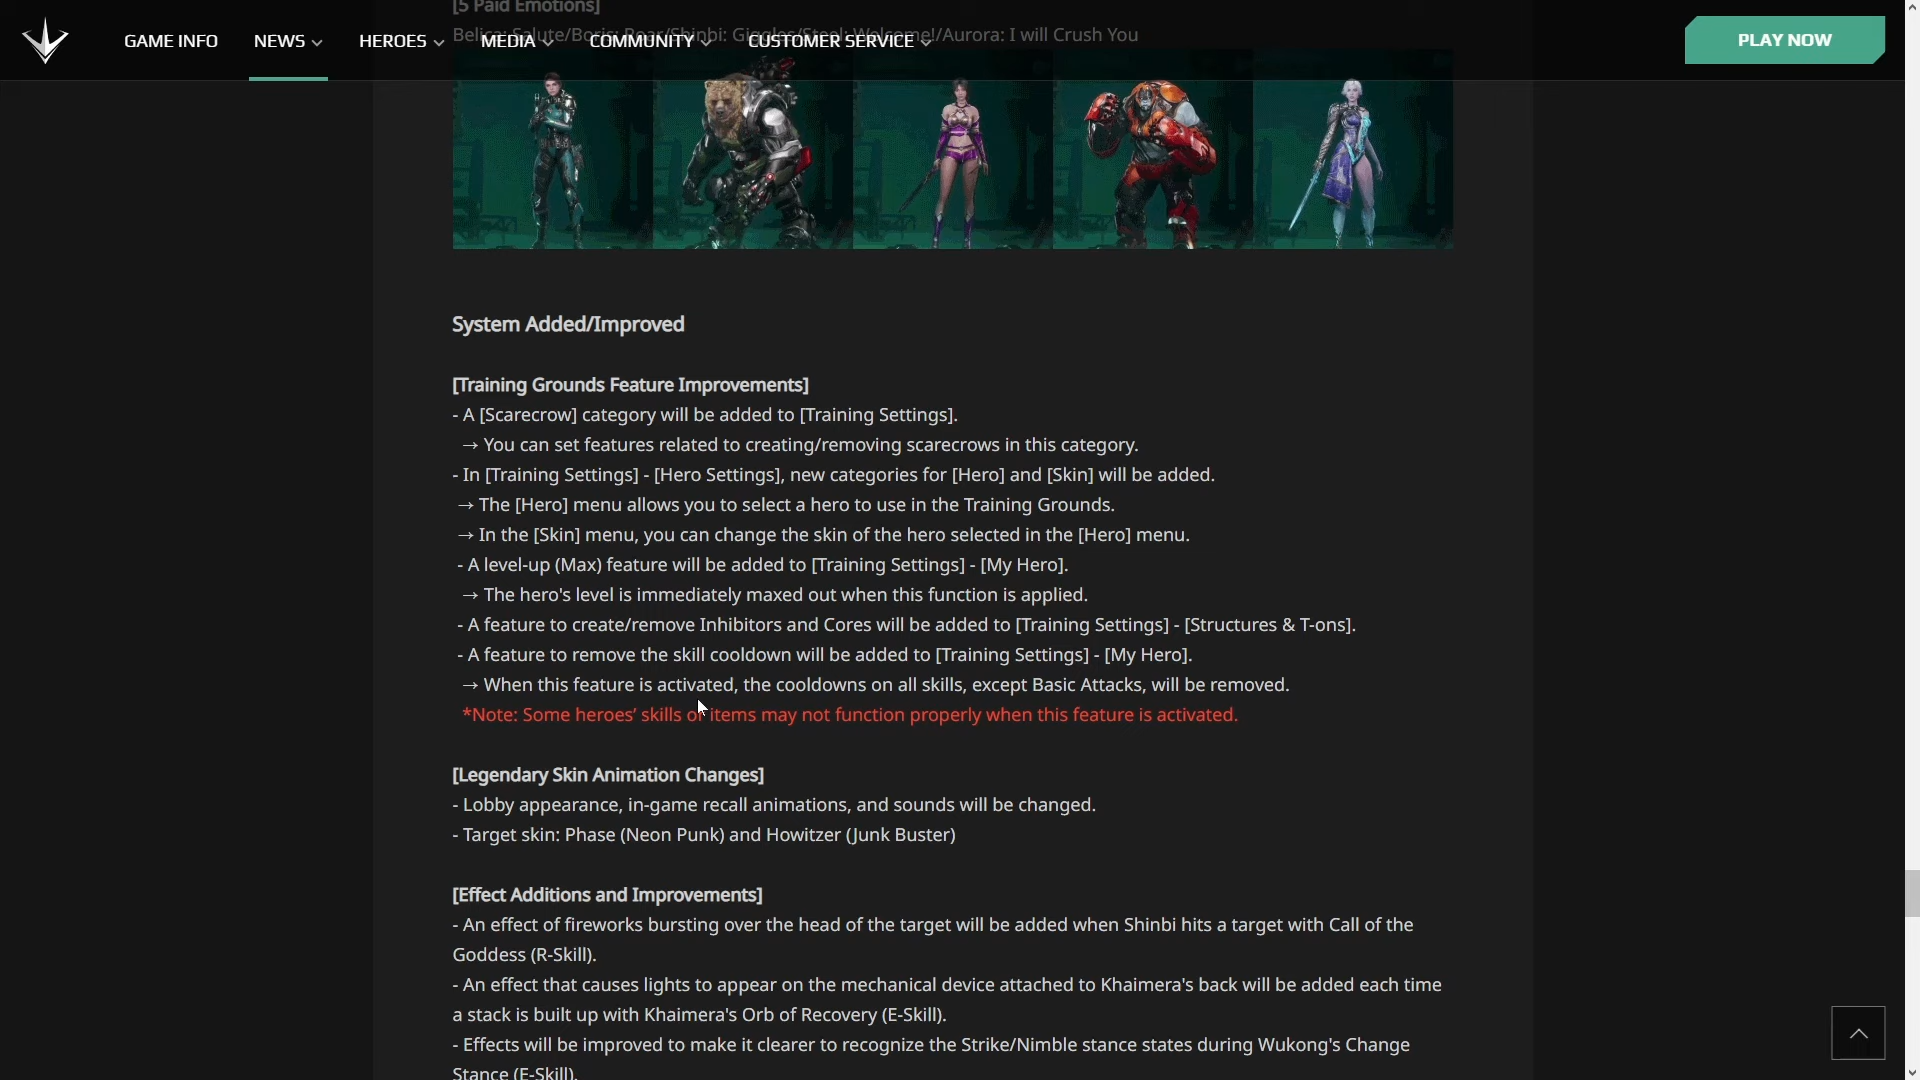 [5 Paid Emotions]
GAME INFO NEWS HEROES MEDIA COMMUNITY CUSTOMER SERVICE PLAY NOW
Belica: Salute/Boris: Roar/Shinbi: Giggles/Steel: Welcome!/Aurora: I will Crush You
System Added/Improved
[Training Grounds Feature Improvements]
- A [Scarecrow] category will be added to [Training Settings].
→ You can set features related to creating/removing scarecrows in this category.
- In [Training Settings] - [Hero Settings], new categories for [Hero] and [Skin] will be added.
→ The [Hero] menu allows you to select a hero to use in the Training Grounds.
→ In the [Skin] menu, you can change the skin of the hero selected in the [Hero] menu.
- A level-up (Max) feature will be added to [Training Settings] - [My Hero].
→ The hero's level is immediately maxed out when this function is applied.
- A feature to create/remove Inhibitors and Cores will be added to [Training Settings] - [Structures & T-ons].
- A feature to remove the skill cooldown will be added to [Training Settings] - [My Hero].
→ When this feature is activated, the cooldowns on all skills, except Basic Attacks, will be removed.
*Note: Some heroes’ skills or items may not function properly when this feature is activated.
[Legendary Skin Animation Changes]
- Lobby appearance, in-game recall animations, and sounds will be changed.
- Target skin: Phase (Neon Punk) and Howitzer (Junk Buster)
[Effect Additions and Improvements]
- An effect of fireworks bursting over the head of the target will be added when Shinbi hits a target with Call of the
Goddess (R-Skill).
- An effect that causes lights to appear on the mechanical device attached to Khaimera's back will be added each time
a stack is built up with Khaimera's Orb of Recovery (E-Skill).
- Effects will be improved to make it clearer to recognize the Strike/Nimble stance states during Wukong's Change
Stance (E-Skill).